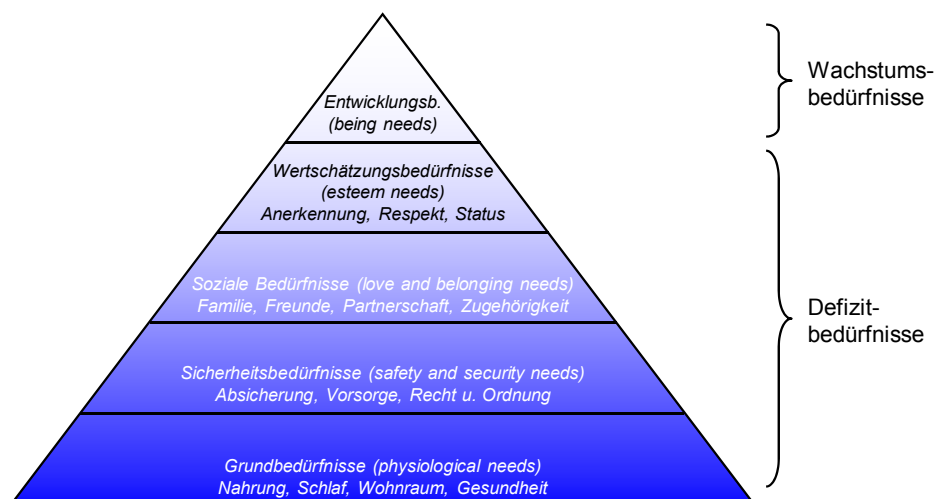 Entwicklungsb.
(being needs)
Wachstums-
bedürfnisse
Wertschätzungsbedürfnisse
(esteem needs)
Anerkennung, Respekt, Status
Soziale Bedürfnisse (love and belonging needs)
Familie, Freunde, Partnerschaft, Zugehörigkeit
Defizit-
bedürfnisse
Sicherheitsbedürfnisse (safety and security needs)
Absicherung, Vorsorge, Recht u. Ordnung
Grundbedürfnisse (physiological needs)
Nahrung, Schlaf, Wohnraum, Gesundheit